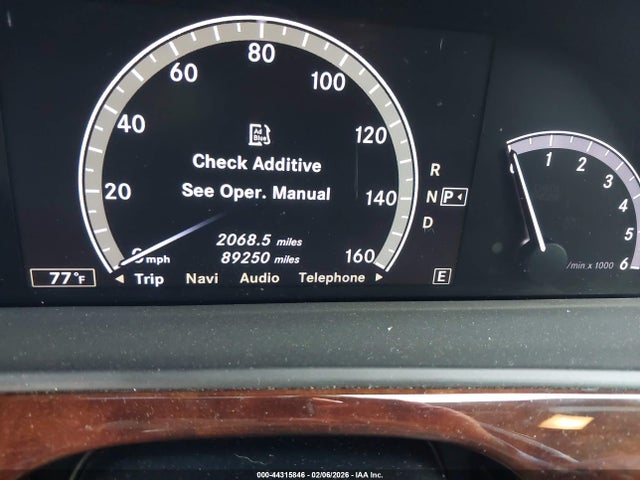 80
60
100
40
120
Ad
Blue
Check Additive
20
See Oper. Manual
140
R
N P
D
0 1 2 3 4 5 6
2068.5 miles
0 mph
89250 miles
160
/min x 1000
77°F
Trip Navi Audio Telephone
E
000-44315846 - 02/06/2026 - IAA Inc.